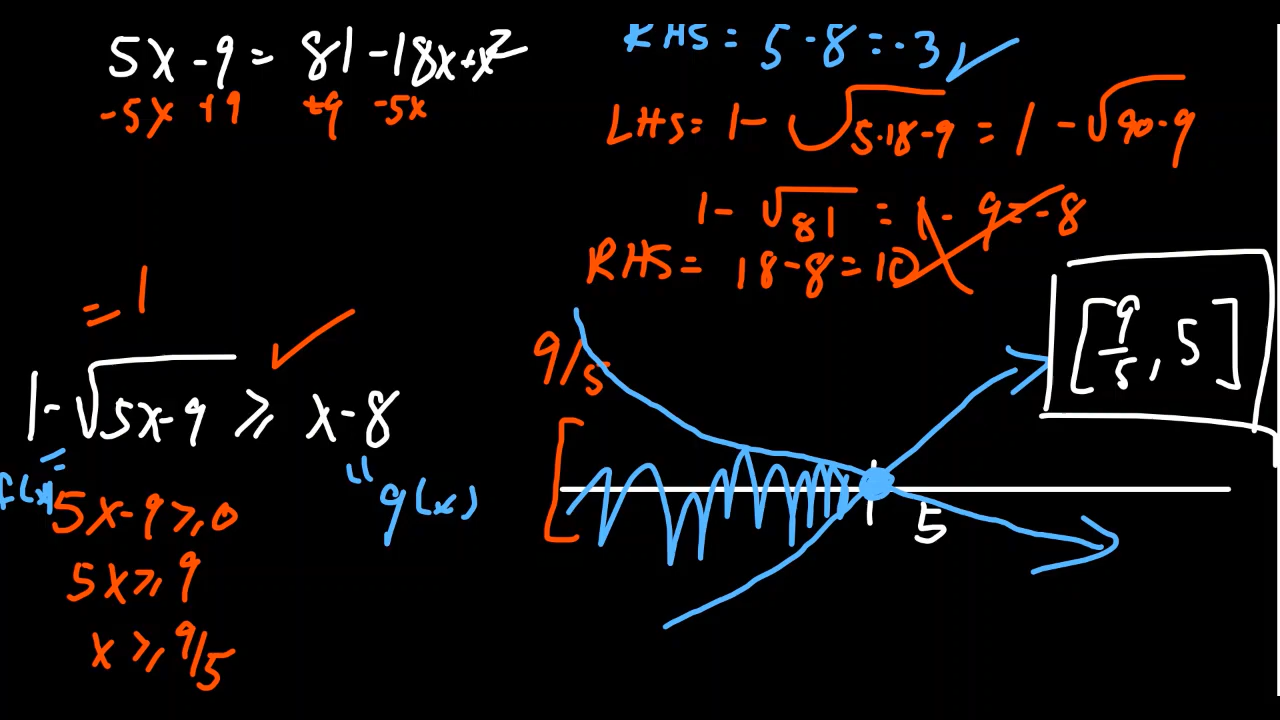 5x - 9 = 81 - 18x + x²
-5x +9 +9 -5x
RHS = 5 - 8 = -3 ✓
LHS = 1 - √5·18-9 = 1 - √90-9
1 - √81 = 1 - 9 = -8
RHS = 18 - 8 = 10
= 1
9/5
[9/5, 5]
1 - √5x-9 ≥ x - 8
f(x) = " g(x)
5
5x - 9 ≥ 0
5x ≥ 9
x ≥ 9/5